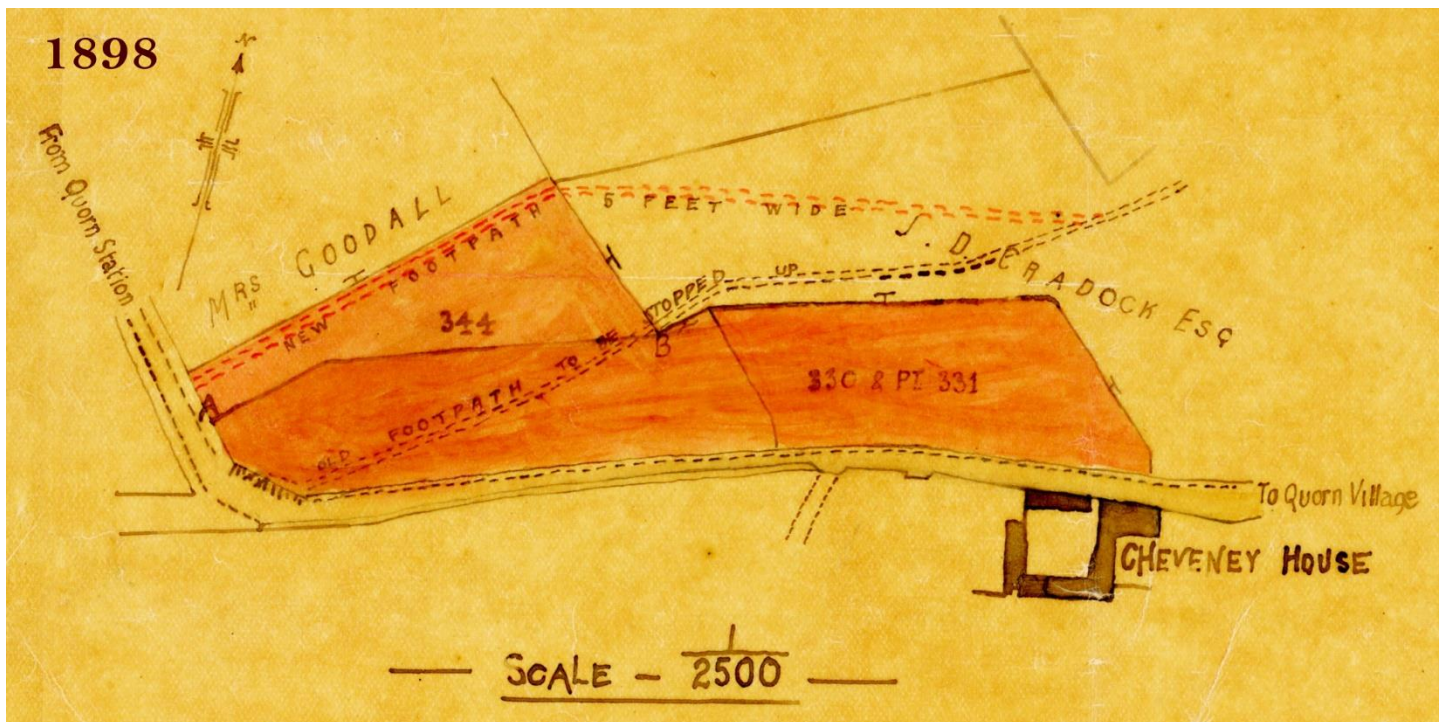 1898
N
From Quorn Station
MRS GOODALL
NEW FOOTPATH 5 FEET WIDE
S. D. CRADOCK ESQ
344
A
B
OLD FOOTPATH TO BE STOPPED UP
330 & PT 331
To Quorn Village
CHEVENEY HOUSE
SCALE - 1/2500